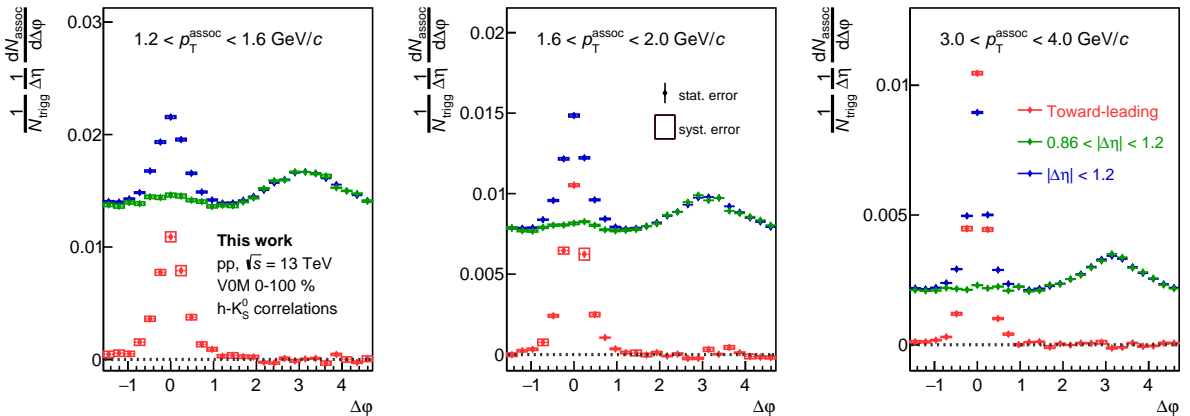 1/N_trigg 1/Δη dN_assoc/dΔφ
0.03
0.02
0.01
0
1.2 < p_T^assoc < 1.6 GeV/c
This work
pp, √s = 13 TeV
V0M 0-100 %
h-K_S^0 correlations
−1 0 1 2 3 4
Δφ
1/N_trigg 1/Δη dN_assoc/dΔφ
0.015
0.01
0.005
0.000
1.6 < p_T^assoc < 2.0 GeV/c
stat. error
syst. error
−1 0 1 2 3 4
Δφ
1/N_trigg 1/Δη dN_assoc/dΔφ
0.01
0.005
0
3.0 < p_T^assoc < 4.0 GeV/c
Toward-leading
0.86 < |Δη| < 1.2
|Δη| < 1.2
−1 0 1 2 3 4
Δφ